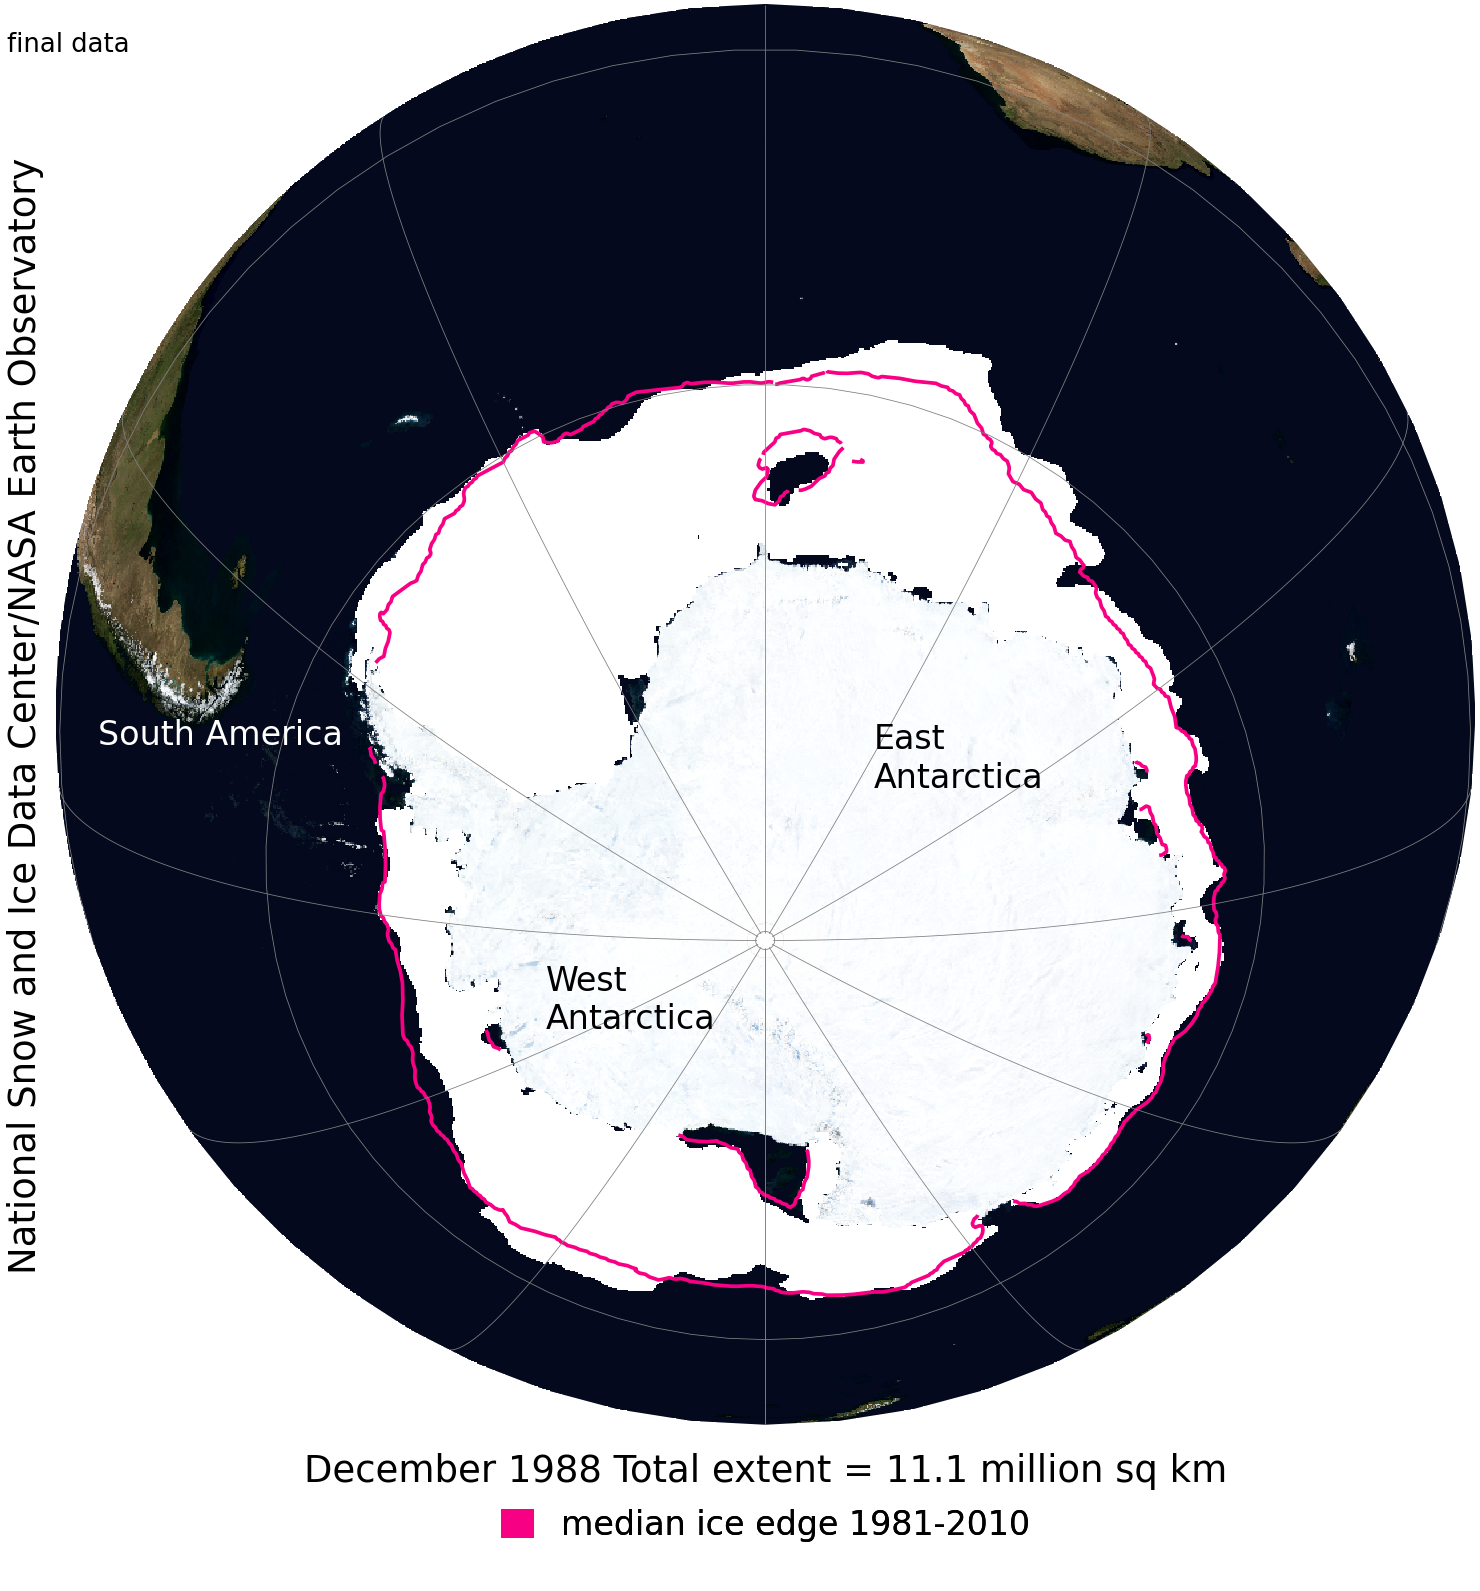 final data
National Snow and Ice Data Center/NASA Earth Observatory
South America
East
Antarctica
West
Antarctica
December 1988 Total extent = 11.1 million sq km
median ice edge 1981-2010